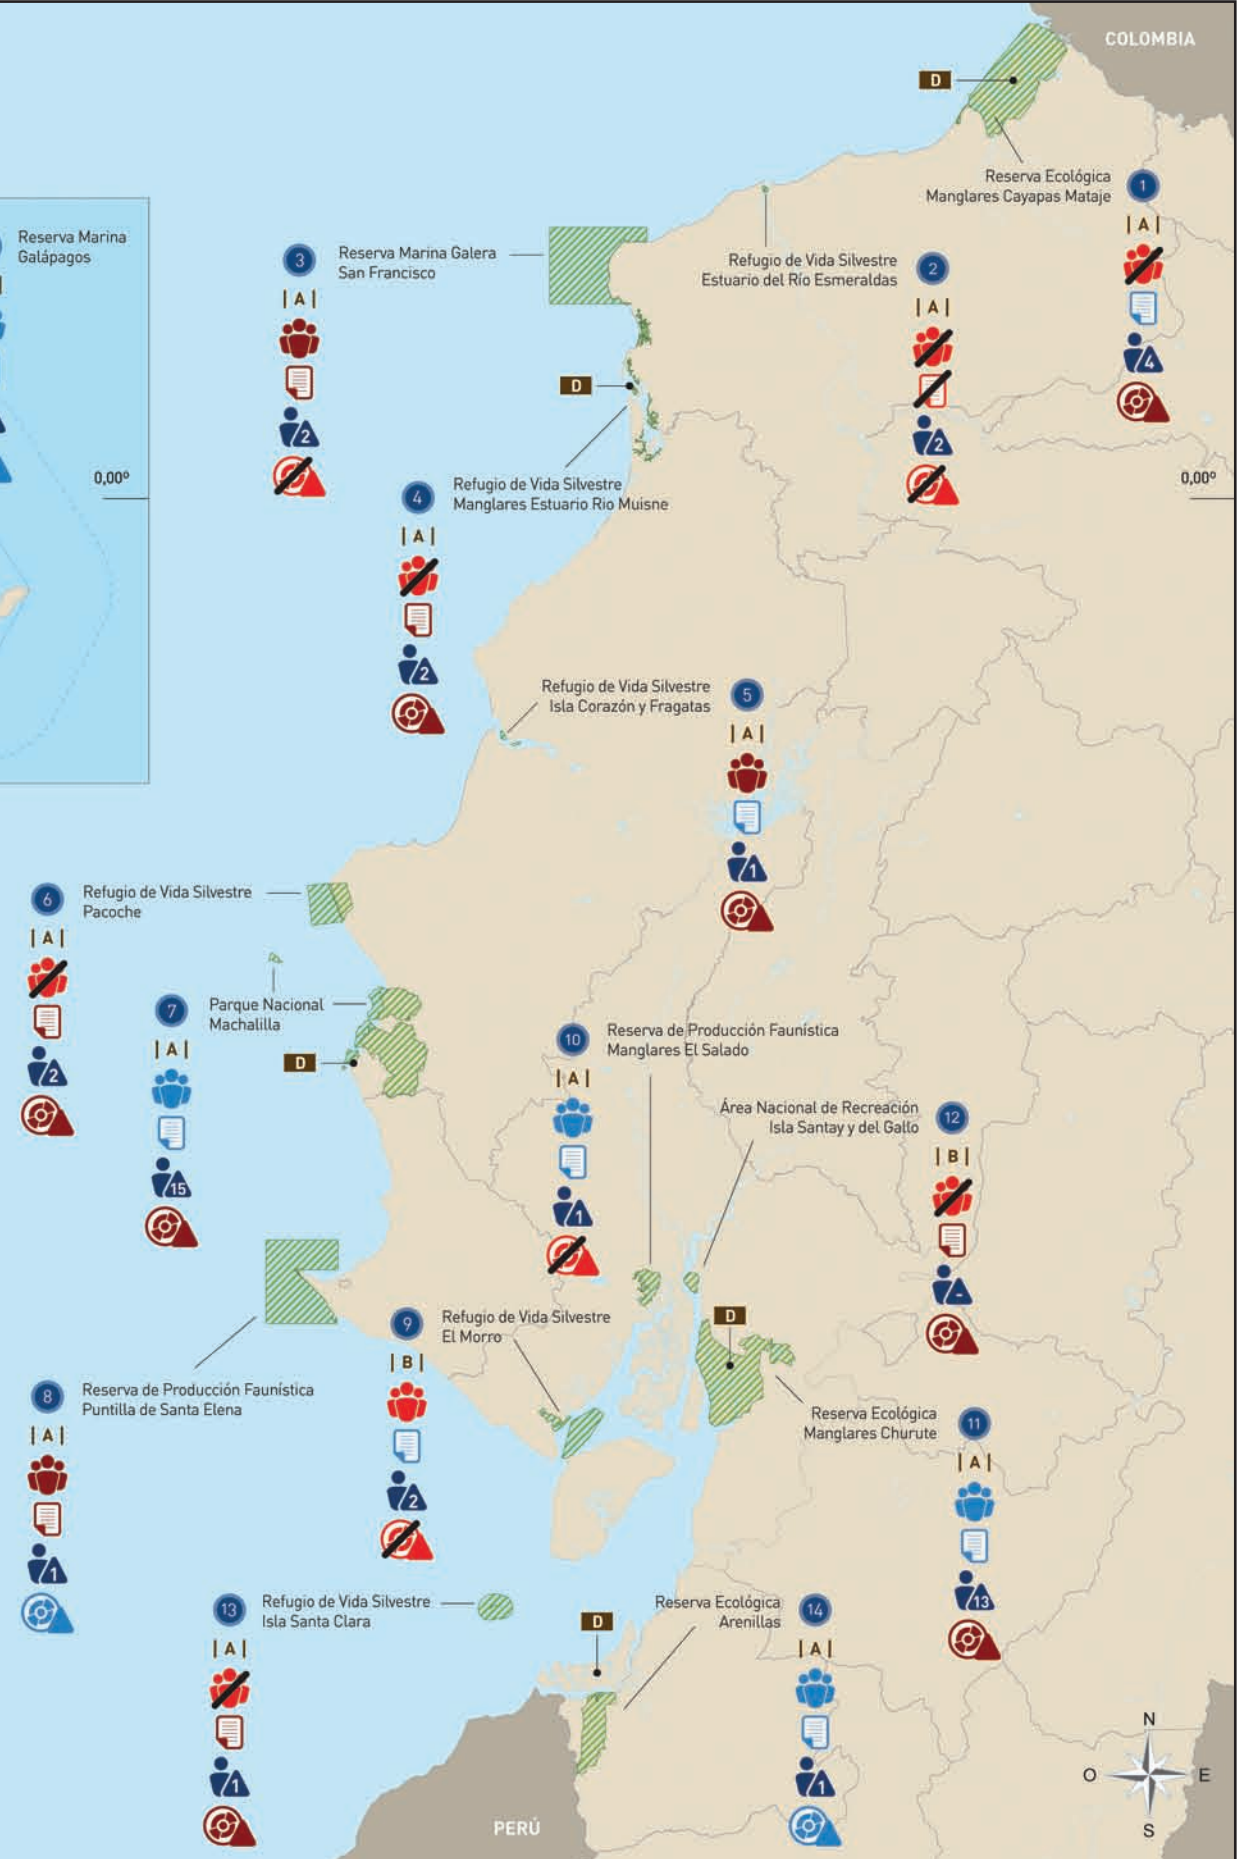 COLOMBIA
D
Reserva Ecológica
Manglares Cayapas Mataje
1
| A |
4
Reserva Marina
Galápagos
0,00º
3
Reserva Marina Galera
San Francisco
| A |
2
Refugio de Vida Silvestre
Estuario del Río Esmeraldas
2
| A |
2
0,00º
D
4
Refugio de Vida Silvestre
Manglares Estuario Rio Muisne
| A |
2
Refugio de Vida Silvestre
Isla Corazón y Fragatas
5
| A |
1
6
Refugio de Vida Silvestre
Pacoche
| A |
2
7
Parque Nacional
Machalilla
| A |
15
D
10
Reserva de Producción Faunística
Manglares El Salado
| A |
1
Área Nacional de Recreación
Isla Santay y del Gallo
12
| B |
-
9
Refugio de Vida Silvestre
El Morro
| B |
2
D
8
Reserva de Producción Faunística
Puntilla de Santa Elena
| A |
1
Reserva Ecológica
Manglares Churute
11
| A |
13
13
Refugio de Vida Silvestre
Isla Santa Clara
| A |
1
D
Reserva Ecológica
Arenillas
14
| A |
1
PERÚ
N
O
E
S